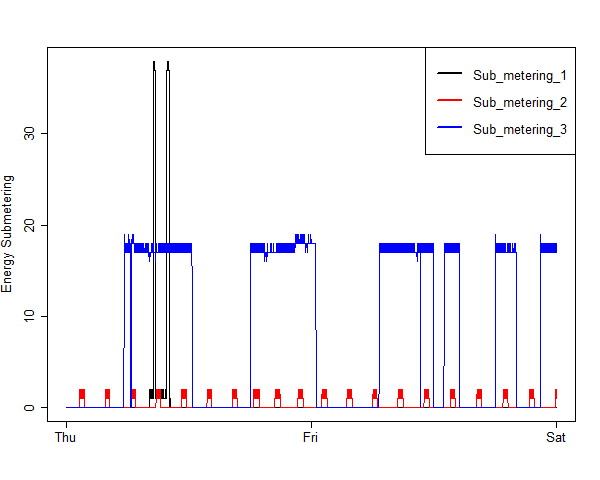 Sub_metering_1
Sub_metering_2
Sub_metering_3
Energy Submetering
30
20
10
0
Thu Fri Sat